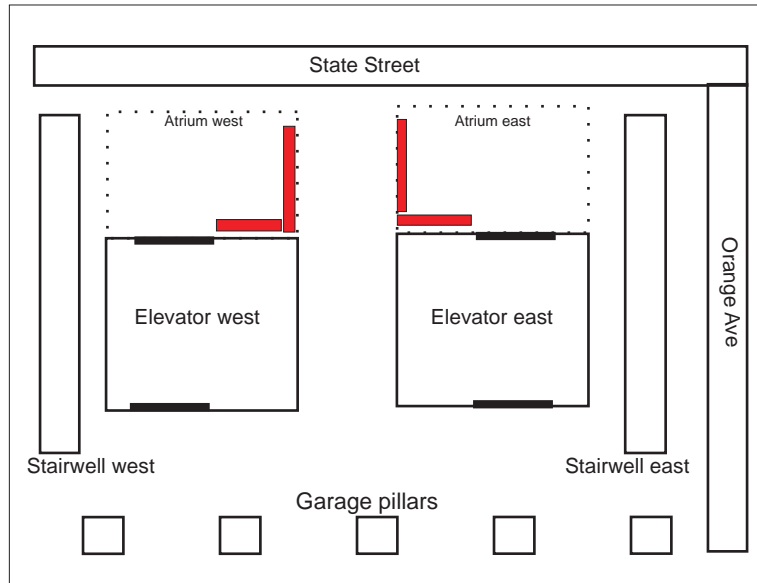 State Street
Atrium west
Atrium east
Elevator west
Elevator east
Orange Ave
Stairwell west
Stairwell east
Garage pillars